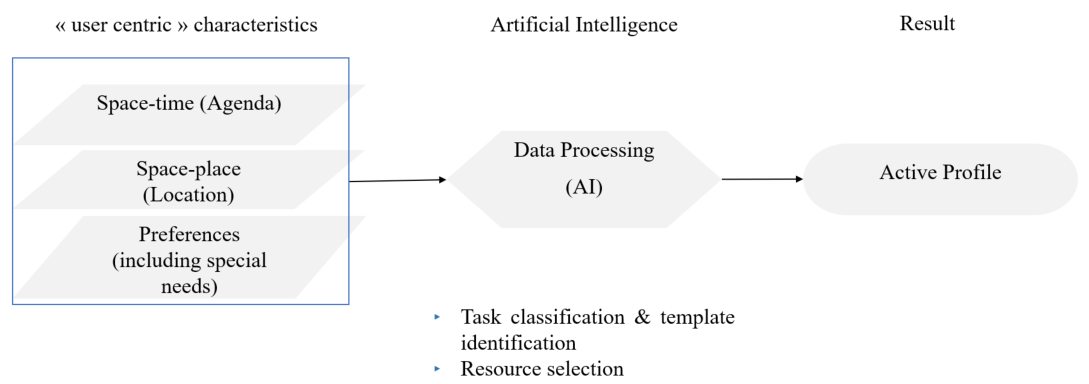 « user centric » characteristics
Artificial Intelligence
Result
Space-time (Agenda)
Space-place
(Location)
Preferences
(including special
needs)
Data Processing
(AI)
Active Profile
‣ Task classification & template
identification
‣ Resource selection